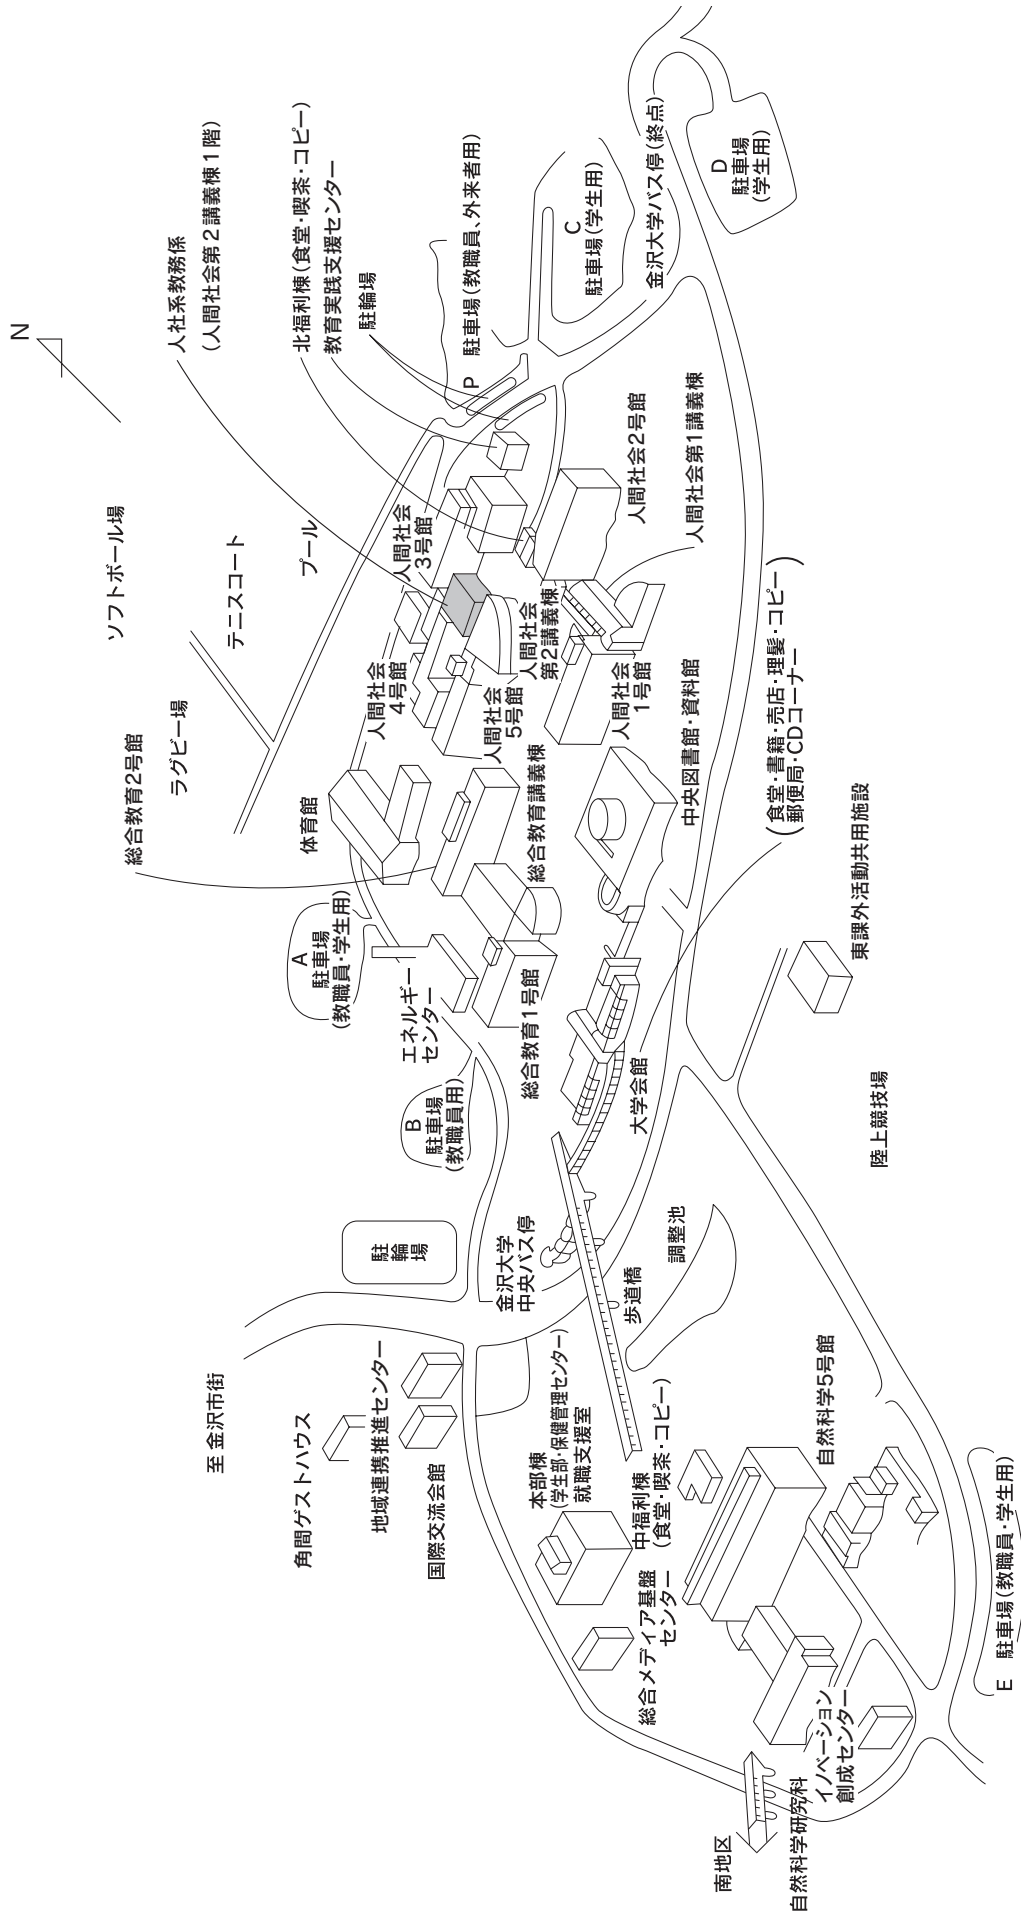 N
人社系教務係
(人間社会第2講義棟1階)
北福利棟(食堂・喫茶・コピー)
教育実践支援センター
駐輪場
駐車場(教職員、外来者用)
P
C
駐車場(学生用)
金沢大学バス停(終点)
D
駐車場
(学生用)
ソフトボール場
テニスコート
プール
人間社会
3号館
人間社会
第2講義棟
人間社会2号館
人間社会第1講義棟
ラグビー場
人間社会
4号館
人間社会
5号館
人間社会
1号館
総合教育2号館
体育館
総合教育講義棟
中央図書館・資料館
(食堂・書籍・売店・理髪・コピー
郵便局・CDコーナー)
東課外活動共用施設
A
駐車場
(教職員・学生用)
エネルギー
センター
総合教育1号館
大学会館
B
駐車場
(教職員用)
陸上競技場
駐輪場
金沢大学
中央バス停
歩道橋
調整池
至 金沢市街
角間ゲストハウス
地域連携推進センター
国際交流会館
本部棟
(学生部・保健管理センター)
就職支援室
中福利棟
(食堂・喫茶・コピー)
自然科学5号館
総合メディア基盤
センター
E 駐車場(教職員・学生用)
イノベーション
創成センター
自然科学研究科
南地区